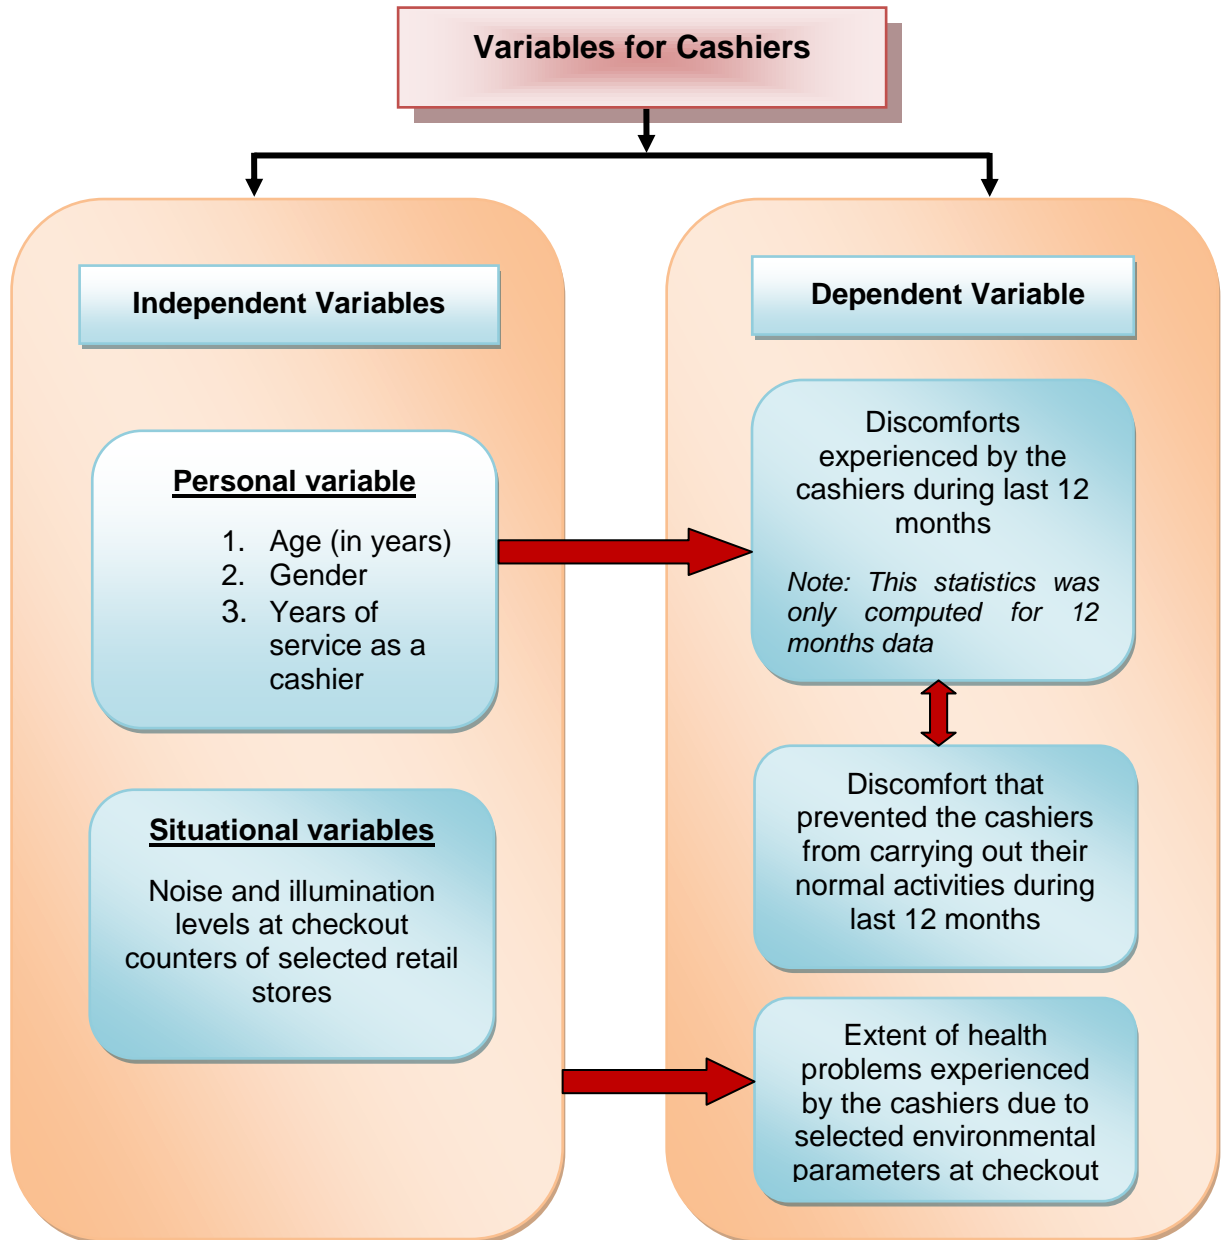 Variables for Cashiers
Independent Variables
Personal variable
1. Age (in years)
2. Gender
3. Years of
service as a
cashier
Situational variables
Noise and illumination
levels at checkout
counters of selected retail
stores
Dependent Variable
Discomforts
experienced by the
cashiers during last 12
months
Note: This statistics was
only computed for 12
months data
Discomfort that
prevented the cashiers
from carrying out their
normal activities during
last 12 months
Extent of health
problems experienced
by the cashiers due to
selected environmental
parameters at checkout